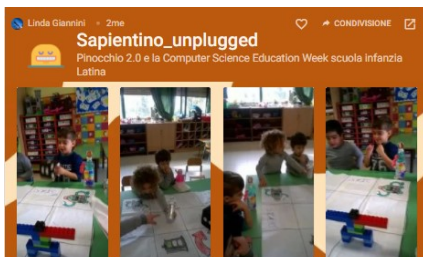 Linda Giannini • 2me
CONDIVISIONE
Sapientino_unplugged
Pinocchio 2.0 e la Computer Science Education Week scuola infanzia
Latina